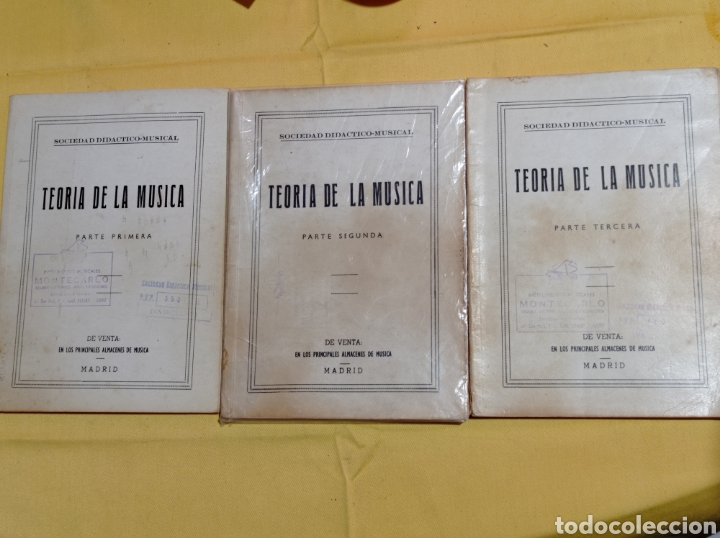 SOCIEDAD DIDACTICO-MUSICAL
TEORIA DE LA MUSICA
PARTE PRIMERA
MONTECARLO
DE VENTA:
EN LOS PRINCIPALES ALMACENES DE MUSICA
MADRID
SOCIEDAD DIDACTICO-MUSICAL
TEORIA DE LA MUSICA
PARTE SEGUNDA
DE VENTA:
EN LOS PRINCIPALES ALMACENES DE MUSICA
MADRID
SOCIEDAD DIDACTICO-MUSICAL
TEORIA DE LA MUSICA
PARTE TERCERA
MONTECARLO
DE VENTA:
EN LOS PRINCIPALES ALMACENES DE MUSICA
MADRID
todocoleccion